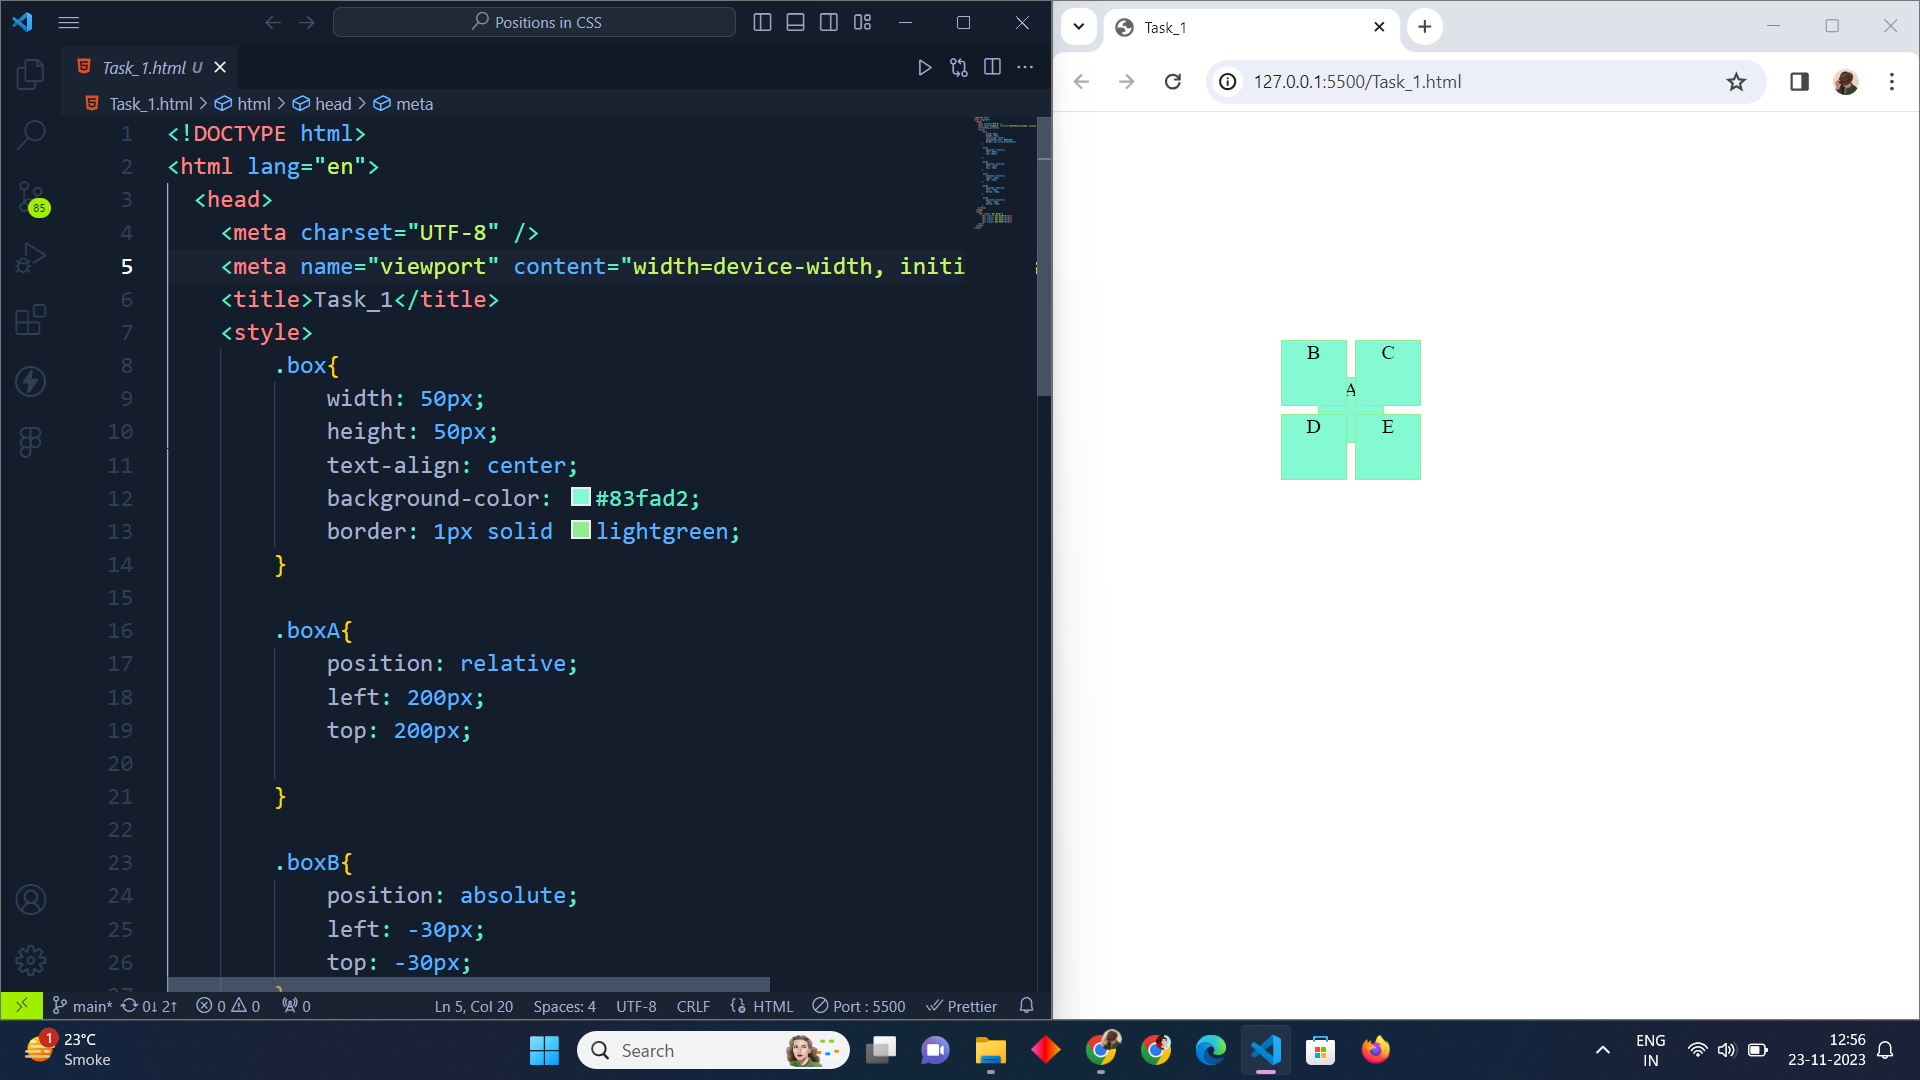 Positions in CSS
Task_1.html U
Task_1.html > html > head > meta
1 <!DOCTYPE html>
2 <html lang="en">
3 <head>
4 <meta charset="UTF-8" />
5 <meta name="viewport" content="width=device-width, initi
6 <title>Task_1</title>
7 <style>
8 .box{
9 width: 50px;
10 height: 50px;
11 text-align: center;
12 background-color: #83fad2;
13 border: 1px solid lightgreen;
14 }
15
16 .boxA{
17 position: relative;
18 left: 200px;
19 top: 200px;
20
21 }
22
23 .boxB{
24 position: absolute;
25 left: -30px;
26 top: -30px;
85
main* 0↓ 2↑ 0 0 0 Ln 5, Col 20 Spaces: 4 UTF-8 CRLF HTML Port : 5500 Prettier
Task_1
127.0.0.1:5500/Task_1.html
B C
A
D E
1 23°C
Smoke
Search
ENG
IN
12:56
23-11-2023